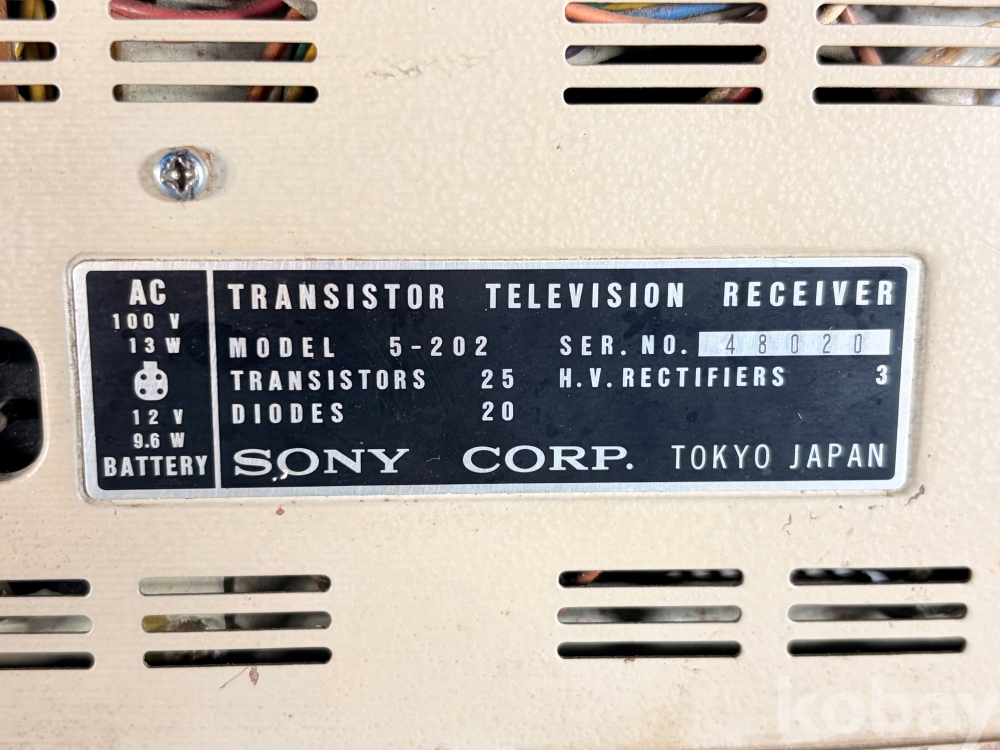 AC
100 V
13 W
12 V
9.6 W
BATTERY
TRANSISTOR TELEVISION RECEIVER
MODEL 5-202 SER. NO. 48020
TRANSISTORS 25 H.V. RECTIFIERS 3
DIODES 20
SONY CORP. TOKYO JAPAN
kobay